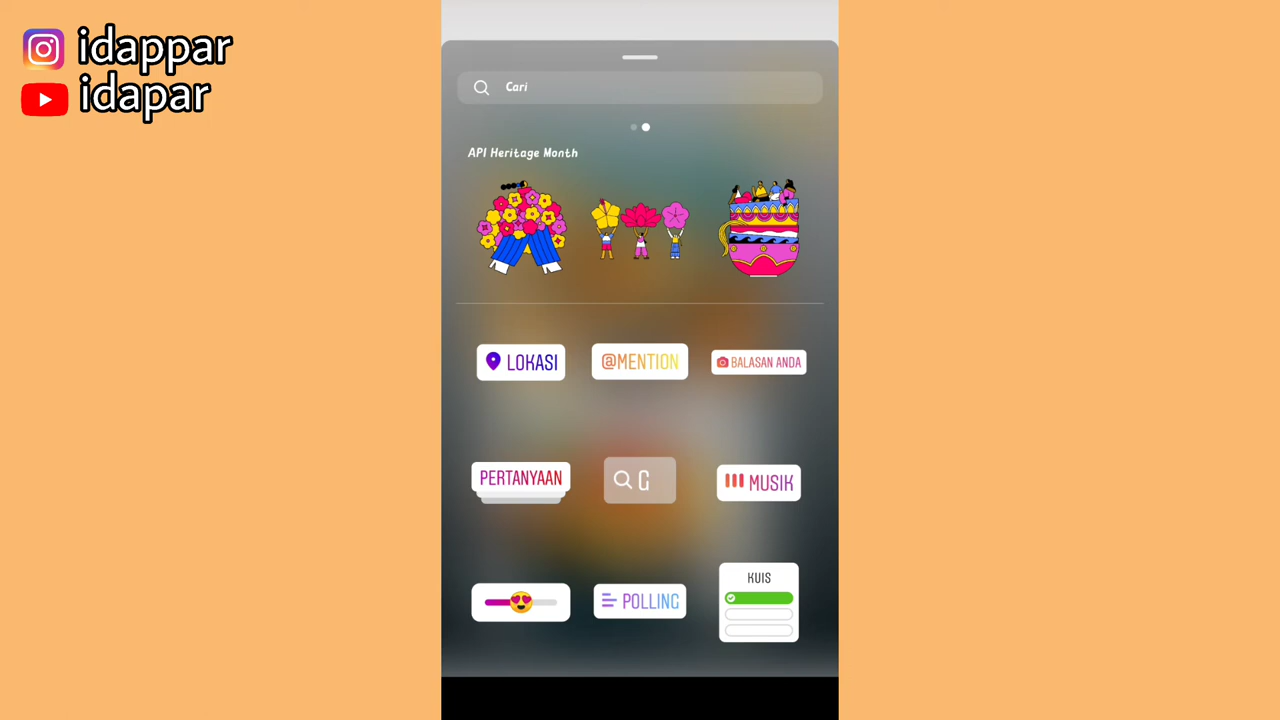 idappar
idapar
Cari
API Heritage Month
LOKASI
@MENTION
BALASAN ANDA
PERTANYAAN
G
MUSIK
POLLING
KUIS